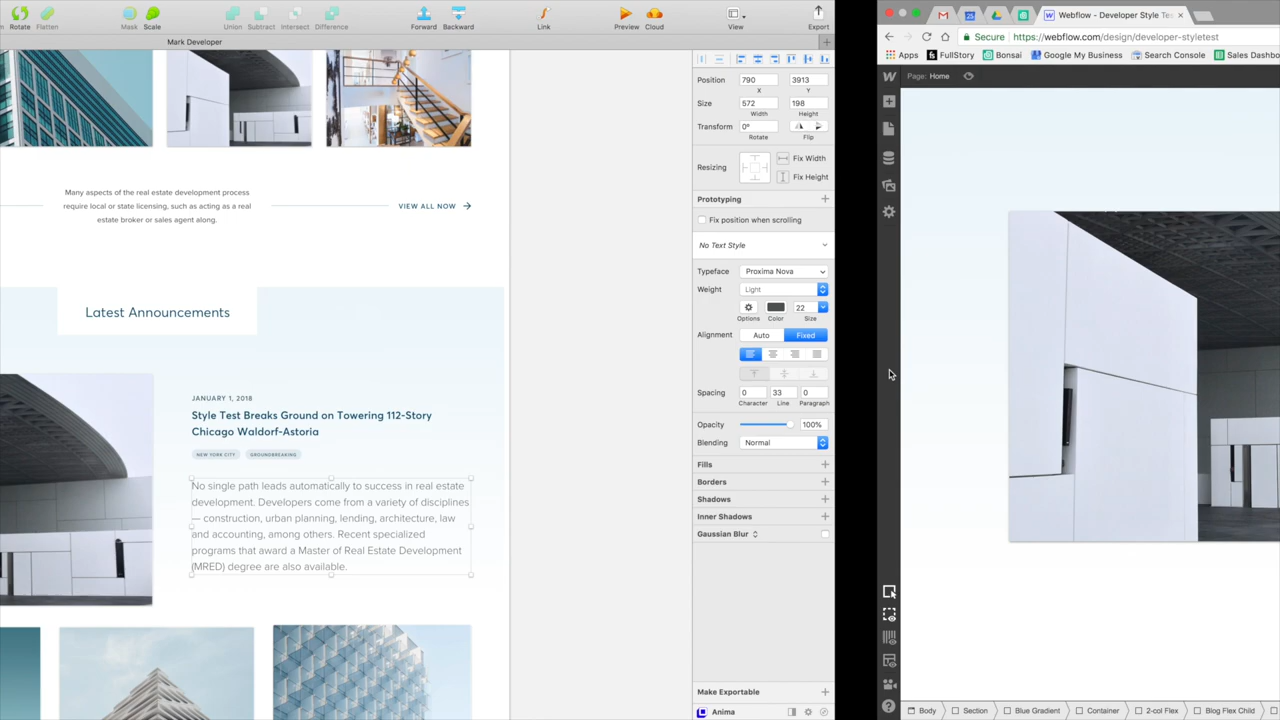 Rotate Flatten Mask Scale Union Subtract Intersect Difference Forward Backward Link Preview Cloud View Export
Mark Developer
Many aspects of the real estate development process
require local or state licensing, such as acting as a real
estate broker or sales agent along.
VIEW ALL NOW
Latest Announcements
JANUARY 1, 2018
Style Test Breaks Ground on Towering 112-Story
Chicago Waldorf-Astoria
NEW YORK CITY GROUNDBREAKING
No single path leads automatically to success in real estate
development. Developers come from a variety of disciplines
— construction, urban planning, lending, architecture, law
and accounting, among others. Recent specialized
programs that award a Master of Real Estate Development
(MRED) degree are also available.
Position 790 3913
X Y
Size 572 198
Width Height
Transform 0°
Rotate Flip
Resizing Fix Width
Fix Height
Prototyping
Fix position when scrolling
No Text Style
Typeface Proxima Nova
Weight Light
22
Options Color Size
Alignment Auto Fixed
Spacing 0 33 0
Character Line Paragraph
Opacity 100%
Blending Normal
Fills
Borders
Shadows
Inner Shadows
Gaussian Blur
Make Exportable
Anima
Webflow - Developer Style Tes
Secure https://webflow.com/design/developer-styletest
Apps FullStory Bonsai Google My Business Search Console Sales Dashb
Page: Home
Body Section Blue Gradient Container 2-col Flex Blog Flex Child